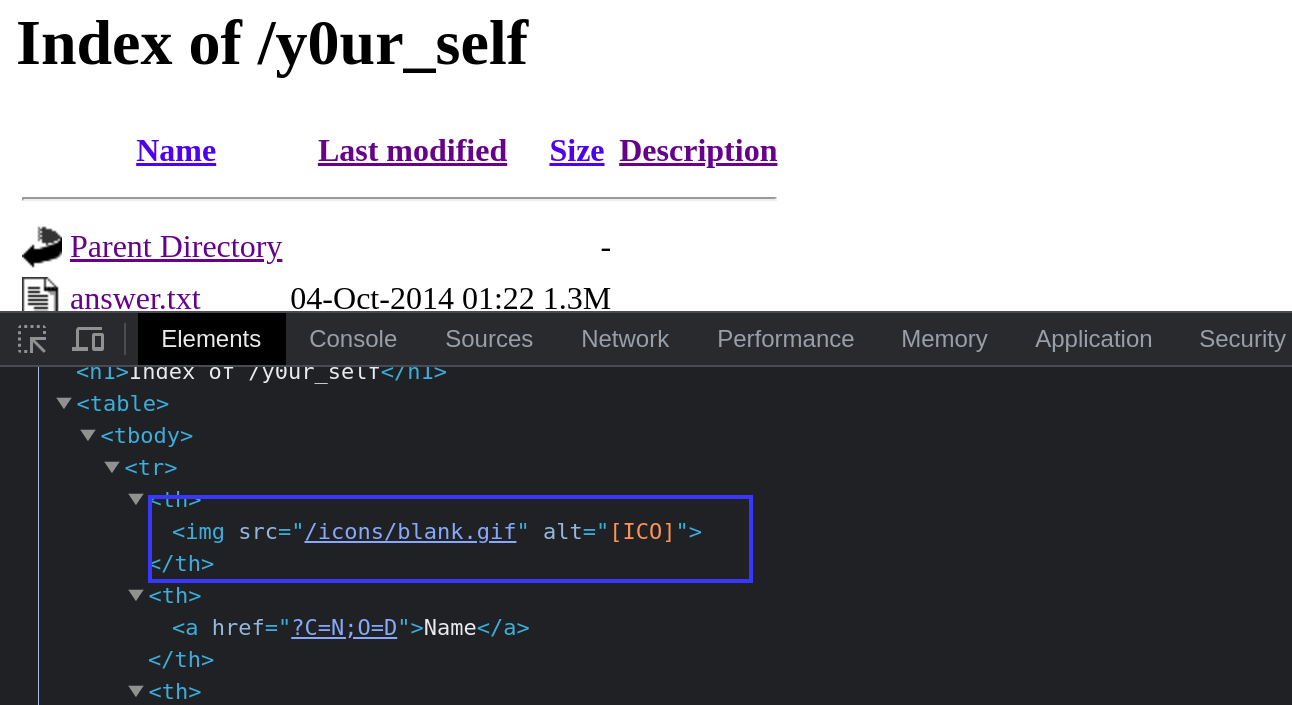 Index of /y0ur_self
Name Last modified Size Description
Parent Directory -
answer.txt 04-Oct-2014 01:22 1.3M
Elements Console Sources Network Performance Memory Application Security
<h1>Index of /y0ur_self</h1>
<table>
<tbody>
<tr>
<th>
<img src="/icons/blank.gif" alt="[ICO]">
</th>
<th>
<a href="?C=N;O=D">Name</a>
</th>
<th>